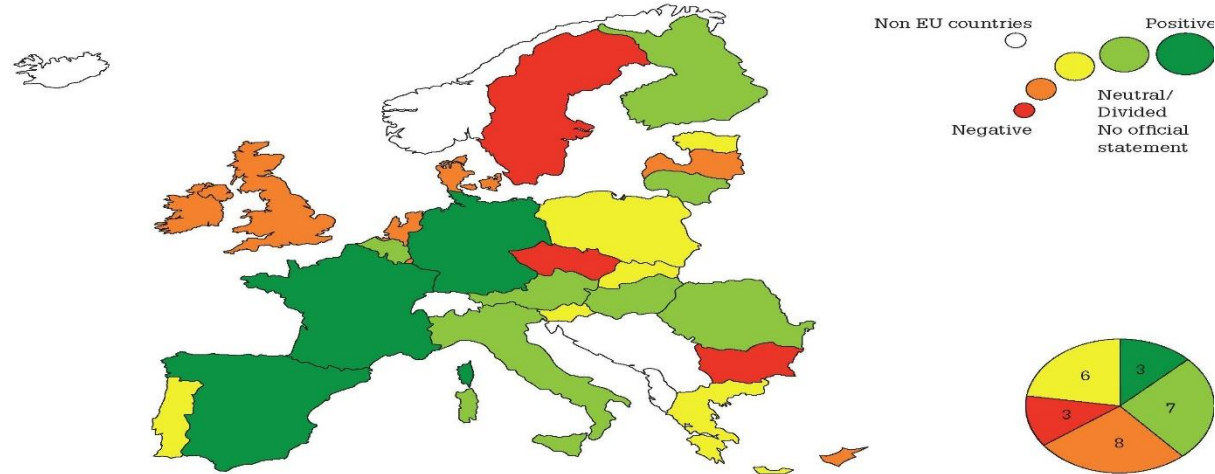 Non EU countries
Positive
Neutral/
Divided
No official
statement
Negative
6
3
3
7
8